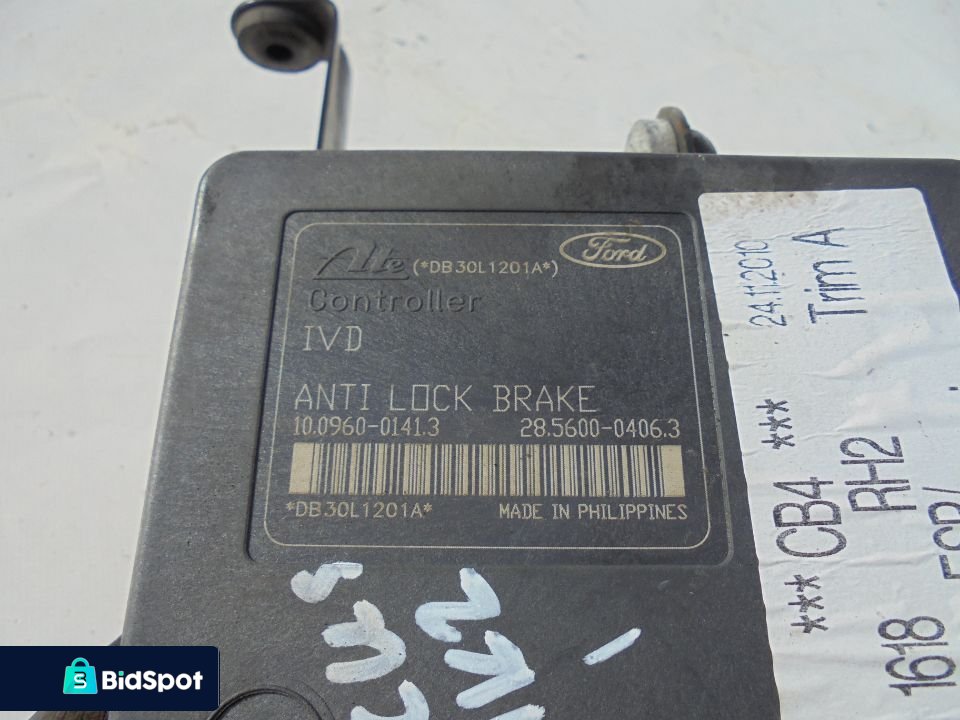 Ate (*DB30L1201A*)
Ford
Controller
IVD
ANTI LOCK BRAKE
10.0960-0141.3 28.5600-0406.3
*DB30L1201A* MADE IN PHILIPPINES
24.11.2010
Trim A
*** CB4 ***
RH2
1618
BidSpot